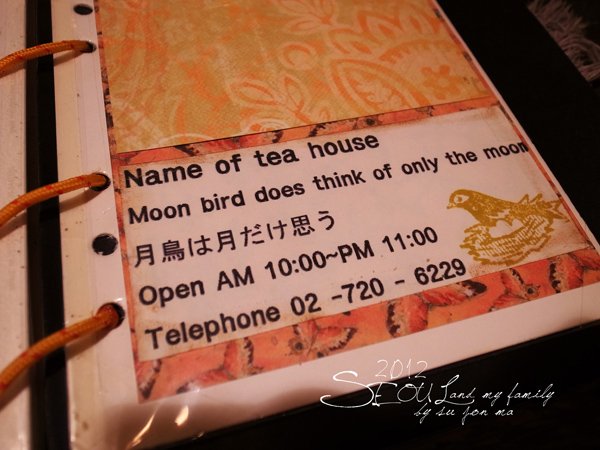 Name of tea house
Moon bird does think of only the moon
月鳥は月だけ思う
Open AM 10:00~PM 11:00
Telephone 02 -720 - 6229
2012
SEOUL and my family
by su jon ma